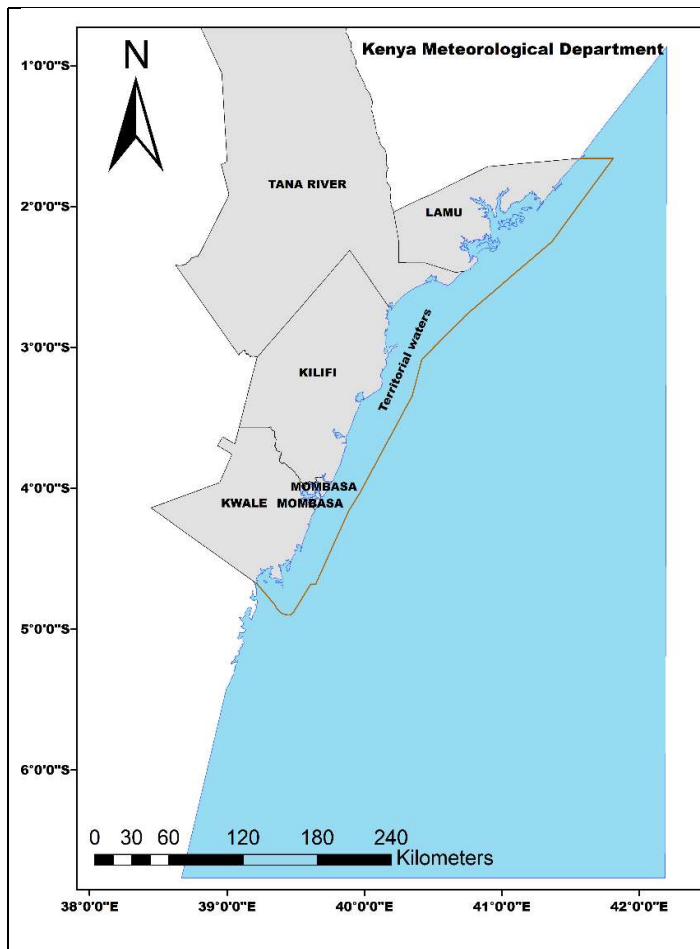 Kenya Meteorological Department
N
1°0'0"S
2°0'0"S
3°0'0"S
4°0'0"S
5°0'0"S
6°0'0"S
TANA RIVER
LAMU
KILIFI
Territorial waters
MOMBASA
KWALE MOMBASA
0 30 60 120 180 240
Kilometers
38°0'0"E 39°0'0"E 40°0'0"E 41°0'0"E 42°0'0"E